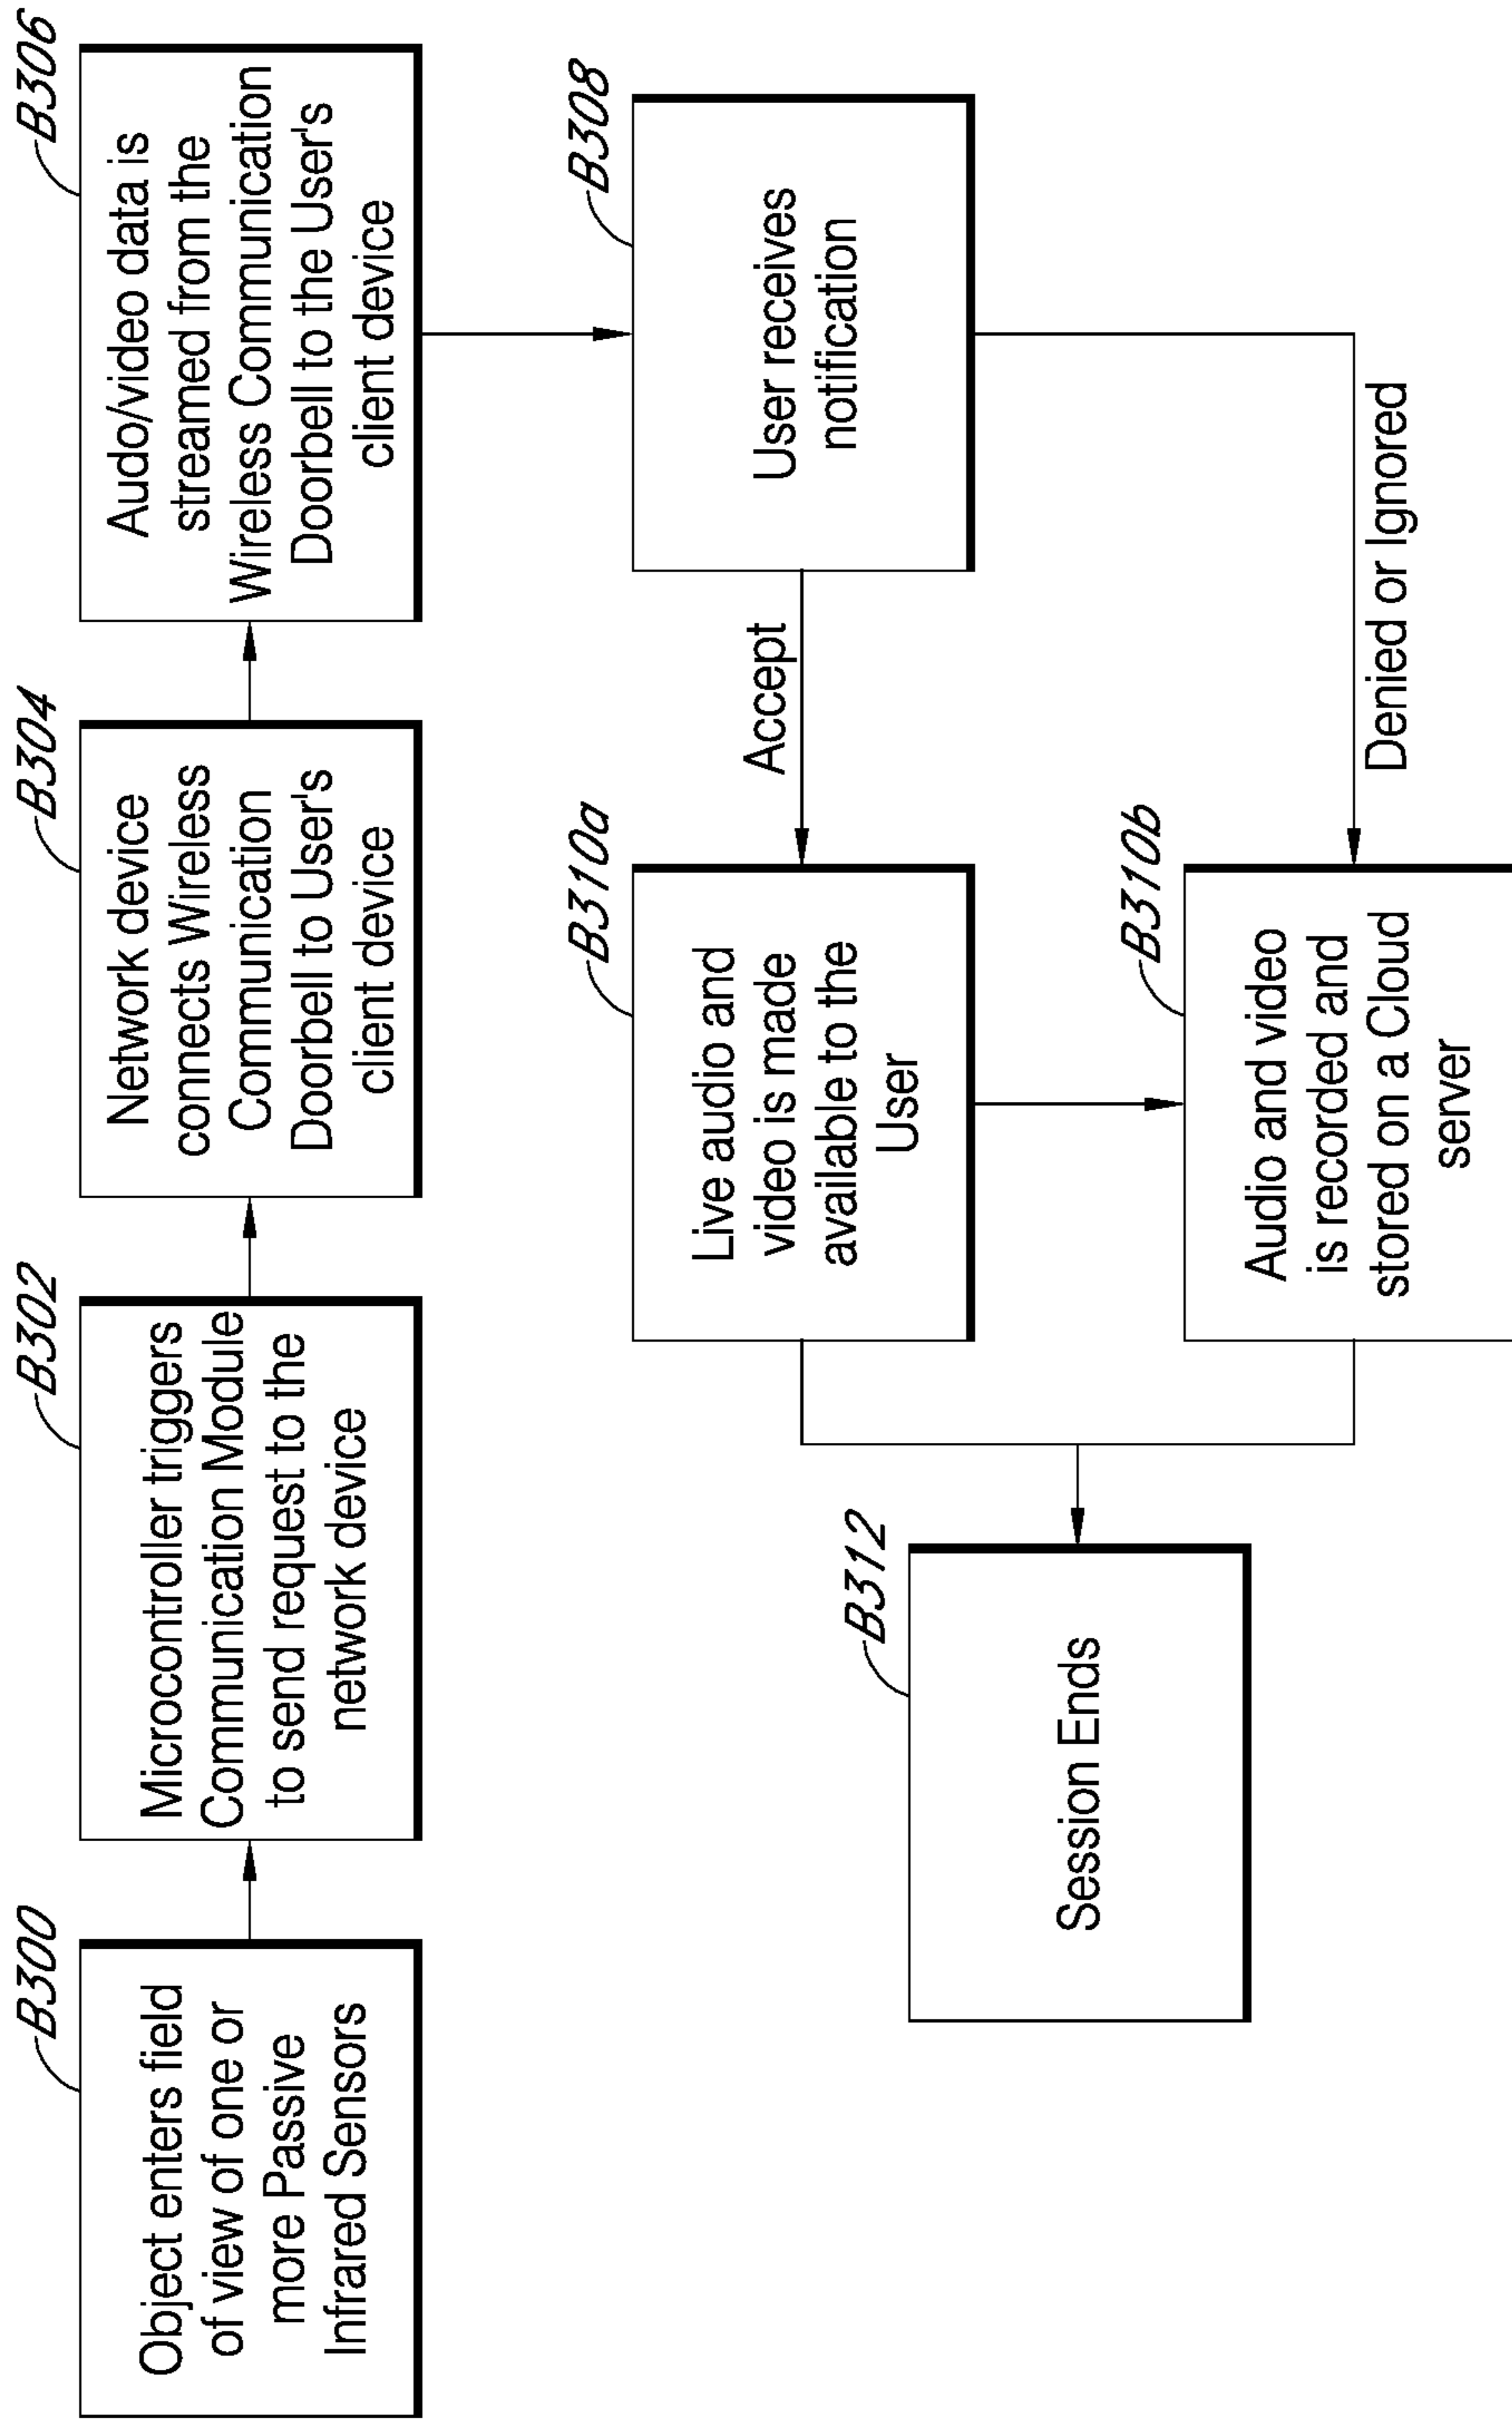 B300
Object enters field
of view of one or
more Passive
Infrared Sensors
B302
Microcontroller triggers
Communication Module
to send request to the
network device
B304
Network device
connects Wireless
Communication
Doorbell to User's
client device
B306
Audo/video data is
streamed from the
Wireless Communication
Doorbell to the User's
client device
B308
User receives
notification
Accept
Denied or Ignored
B310a
Live audio and
video is made
available to the
User
B310b
Audio and video
is recorded and
stored on a Cloud
server
B312
Session Ends